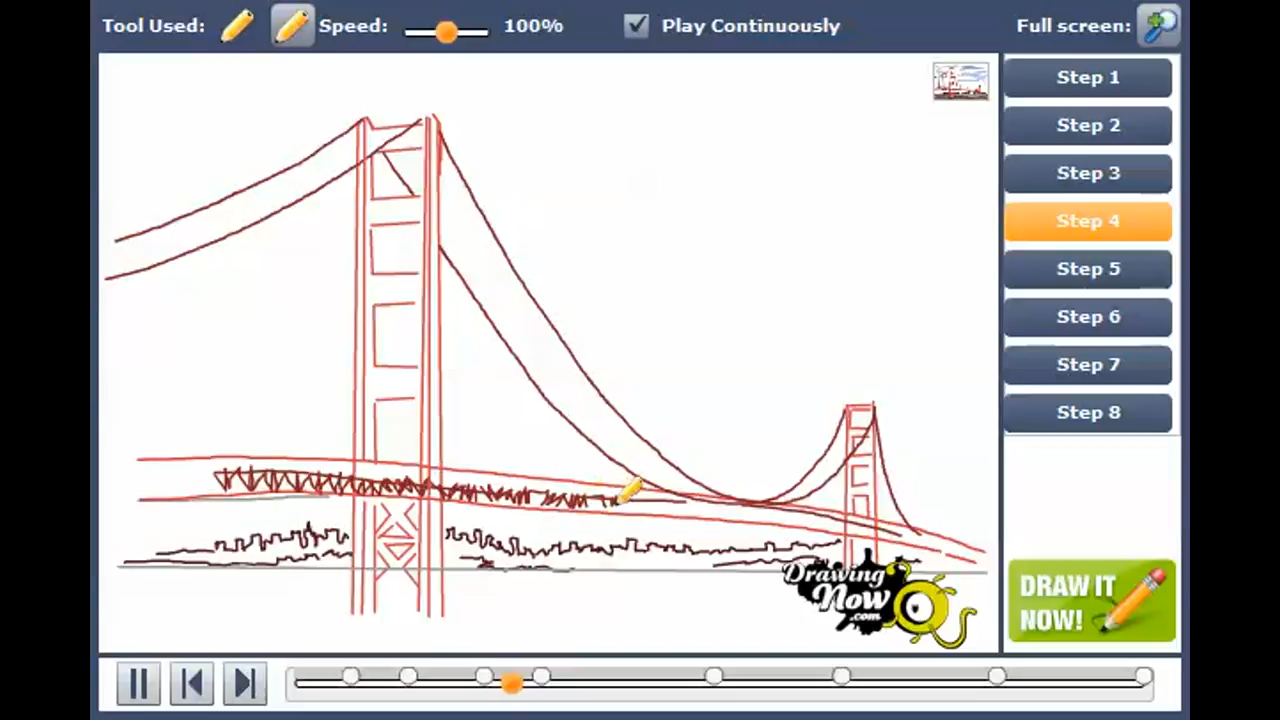 Tool Used: Speed: 100% Play Continuously Full screen:
Step 1
Step 2
Step 3
Step 4
Step 5
Step 6
Step 7
Step 8
Drawing
Now
.com
DRAW IT
NOW!